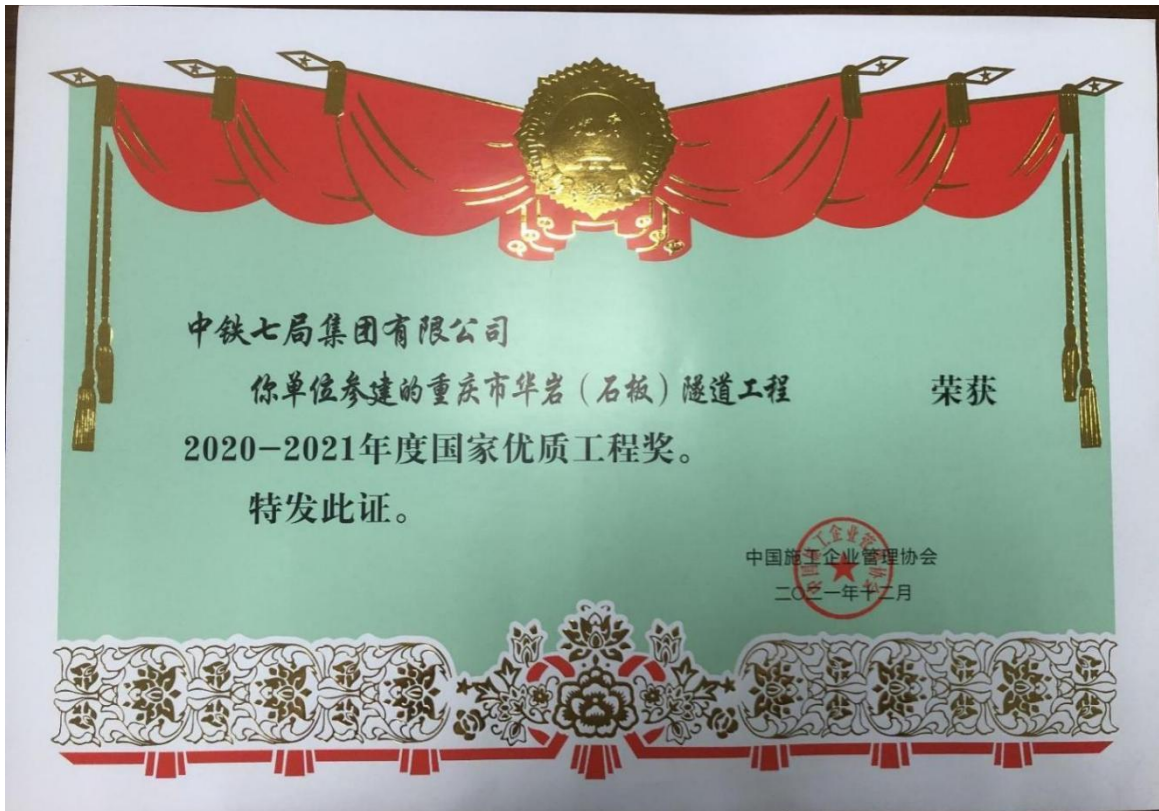 中铁七局集团有限公司
你单位参建的重庆市华岩（石板）隧道工程 荣获
2020-2021年度国家优质工程奖。
特发此证。
中国施工企业管理协会
二〇二一年十二月